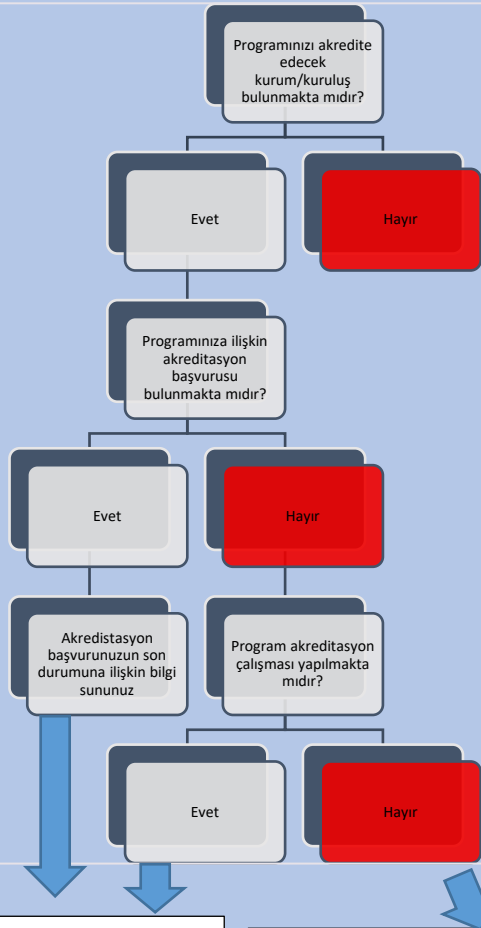 Programınızı akredite
edecek
kurum/kuruluş
bulunmakta mıdır?
Evet
Hayır
Programınıza ilişkin
akreditasyon
başvurusu
bulunmakta mıdır?
Evet
Hayır
Akredistasyon
başvurunuzun son
durumuna ilişkin bilgi
sununuz
Program akreditasyon
çalışması yapılmakta
mıdır?
Evet
Hayır